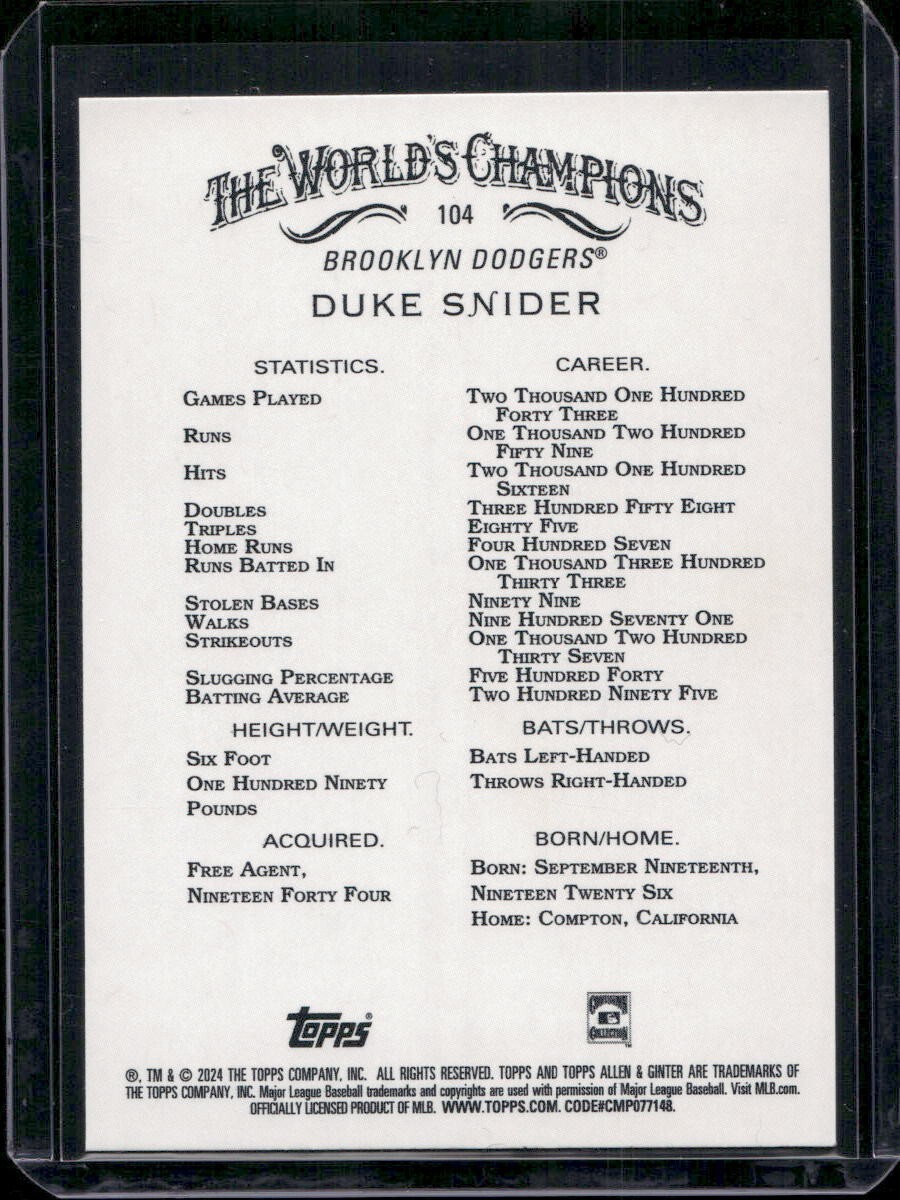 THE WORLD'S CHAMPIONS
104
BROOKLYN DODGERS®
DUKE SNIDER
STATISTICS. CAREER.
GAMES PLAYED TWO THOUSAND ONE HUNDRED
FORTY THREE
RUNS ONE THOUSAND TWO HUNDRED
FIFTY NINE
HITS TWO THOUSAND ONE HUNDRED
SIXTEEN
DOUBLES THREE HUNDRED FIFTY EIGHT
TRIPLES EIGHTY FIVE
HOME RUNS FOUR HUNDRED SEVEN
RUNS BATTED IN ONE THOUSAND THREE HUNDRED
THIRTY THREE
STOLEN BASES NINETY NINE
WALKS NINE HUNDRED SEVENTY ONE
STRIKEOUTS ONE THOUSAND TWO HUNDRED
THIRTY SEVEN
SLUGGING PERCENTAGE FIVE HUNDRED FORTY
BATTING AVERAGE TWO HUNDRED NINETY FIVE
HEIGHT/WEIGHT. BATS/THROWS.
SIX FOOT BATS LEFT-HANDED
ONE HUNDRED NINETY THROWS RIGHT-HANDED
POUNDS
ACQUIRED. BORN/HOME.
FREE AGENT, BORN: SEPTEMBER NINETEENTH,
NINETEEN FORTY FOUR NINETEEN TWENTY SIX
HOME: COMPTON, CALIFORNIA
topps®
COLLECTION
®, TM & © 2024 THE TOPPS COMPANY, INC. ALL RIGHTS RESERVED. TOPPS AND TOPPS ALLEN & GINTER ARE TRADEMARKS OF
THE TOPPS COMPANY, INC. Major League Baseball trademarks and copyrights are used with permission of Major League Baseball. Visit MLB.com.
OFFICIALLY LICENSED PRODUCT OF MLB. WWW.TOPPS.COM. CODE#CMP077148.